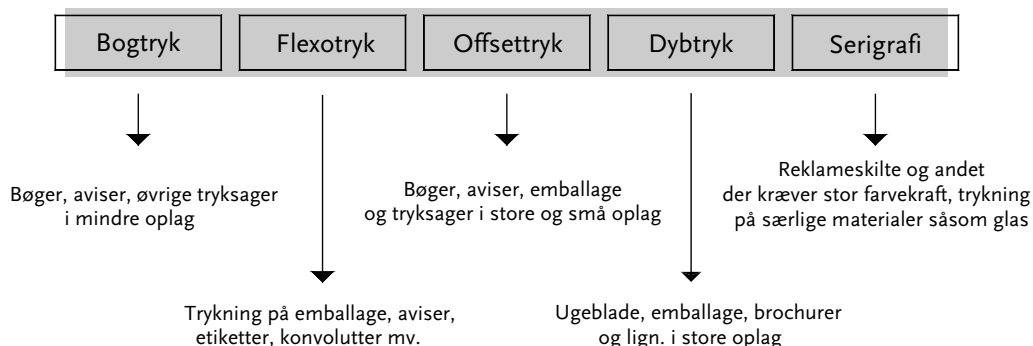 Bogtryk
Flexotryk
Offsettryk
Dybtryk
Serigrafi
Bøger, aviser, øvrige tryksager
i mindre oplag
Bøger, aviser, emballage
og tryksager i store og små oplag
Reklameskilte og andet
der kræver stor farvekraft, trykning
på særlige materialer såsom glas
Trykning på emballage, aviser,
etiketter, konvolutter mv.
Ugeblade, emballage, brochurer
og lign. i store oplag